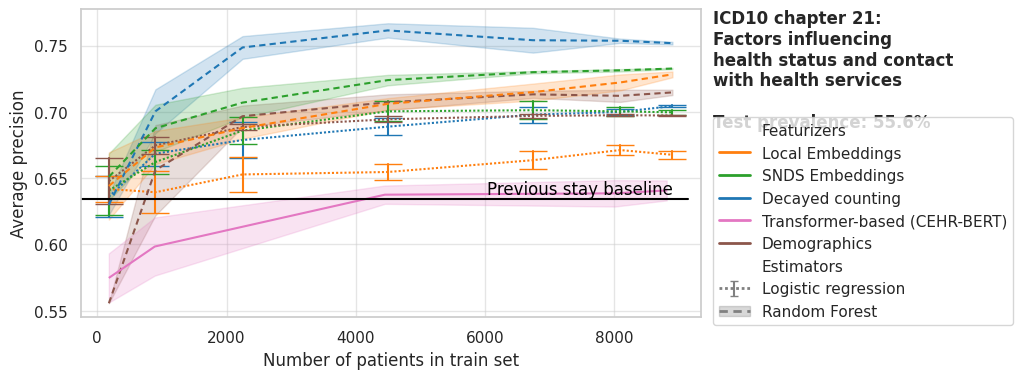 ICD10 chapter 21:
Factors influencing
health status and contact
with health services
Test prevalence: 55.6%
Featurizers
Local Embeddings
SNDS Embeddings
Decayed counting
Transformer-based (CEHR-BERT)
Demographics
Estimators
Logistic regression
Random Forest
Previous stay baseline
Average precision
0.75
0.70
0.65
0.60
0.55
0
2000
4000
6000
8000
Number of patients in train set